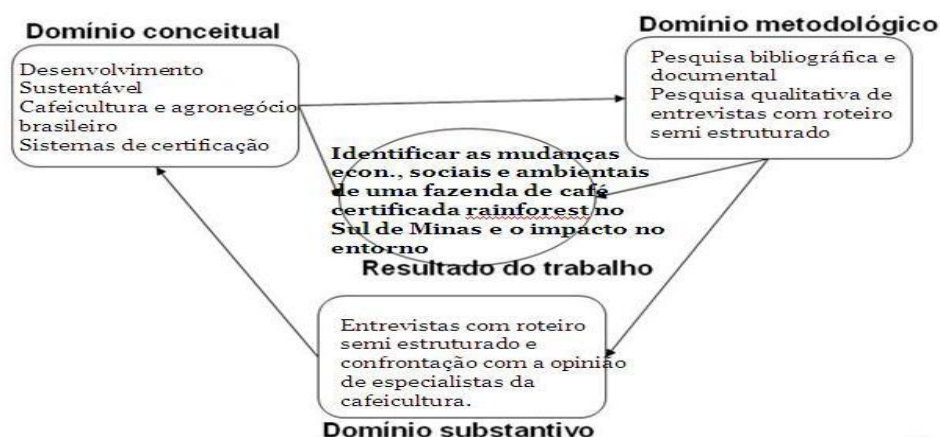 Domínio conceitual
Desenvolvimento
Sustentável
Cafeicultura e agronegócio
brasileiro
Sistemas de certificação
Domínio metodológico
Pesquisa bibliográfica e
documental
Pesquisa qualitativa de
entrevistas com roteiro
semi estruturado
Identificar as mudanças
econ., sociais e ambientais
de uma fazenda de café
certificada rainforest no
Sul de Minas e o impacto no
entorno
Resultado do trabalho
Entrevistas com roteiro
semi estruturado e
confrontação com a opinião
de especialistas da
cafeicultura.
Domínio substantivo